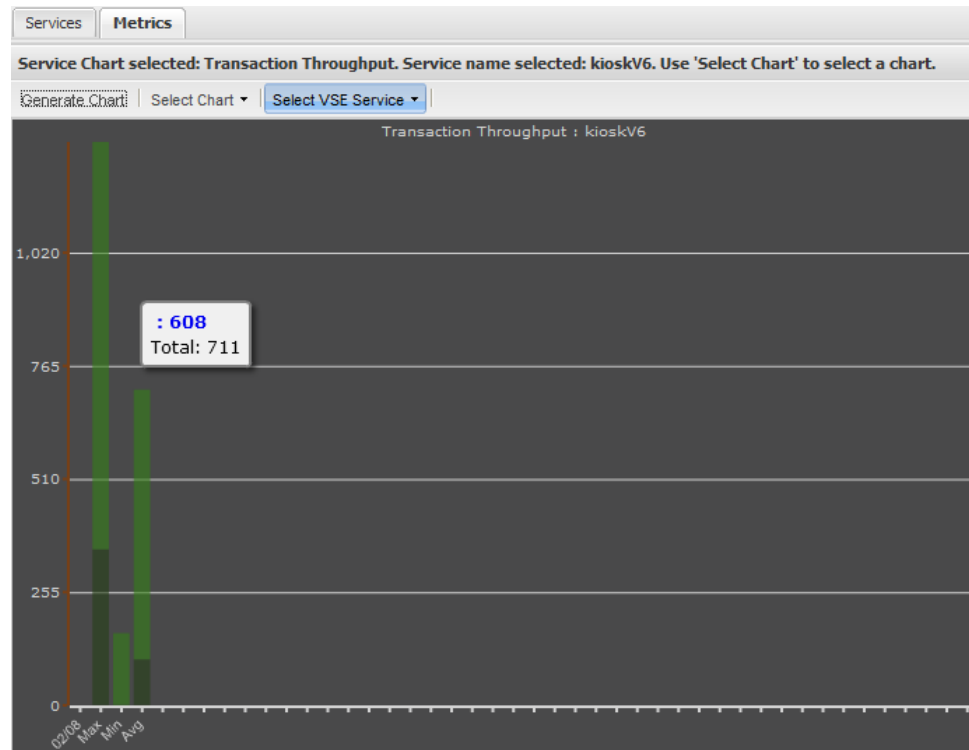 Services Metrics
Service Chart selected: Transaction Throughput. Service name selected: kioskV6. Use 'Select Chart' to select a chart.
Generate Chart Select Chart Select VSE Service
Transaction Throughput : kioskV6
1,020
: 608
Total: 711
765
510
255
0
02/08 Max Min Avg